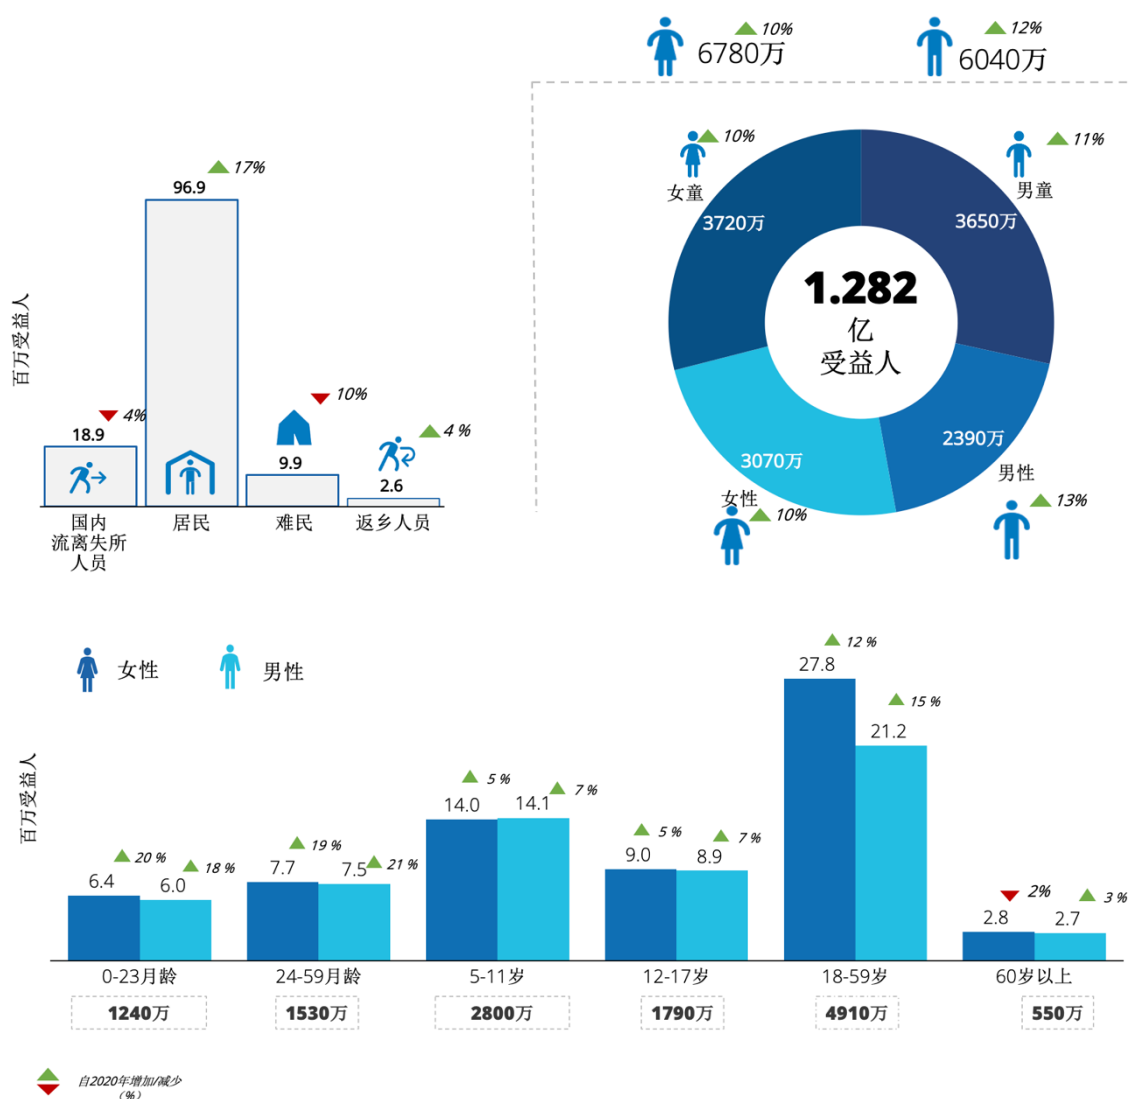 10%
6780万
12%
6040万
17%
96.9
百万受益人
4%
18.9
10%
9.9
4 %
2.6
国内
流离失所
人员
居民
难民
返乡人员
10%
女童
3720万
11%
男童
3650万
1.282
亿
受益人
2390万
男性
13%
3070万
女性
10%
女性
男性
百万受益人
20 %
6.4
18 %
6.0
19 %
7.7
21 %
7.5
5 %
14.0
7 %
14.1
5 %
9.0
7 %
8.9
12 %
27.8
15 %
21.2
2%
2.8
3 %
2.7
0-23月龄
24-59月龄
5-11岁
12-17岁
18-59岁
60岁以上
1240万
1530万
2800万
1790万
4910万
550万
自2020年增加/减少
（%）